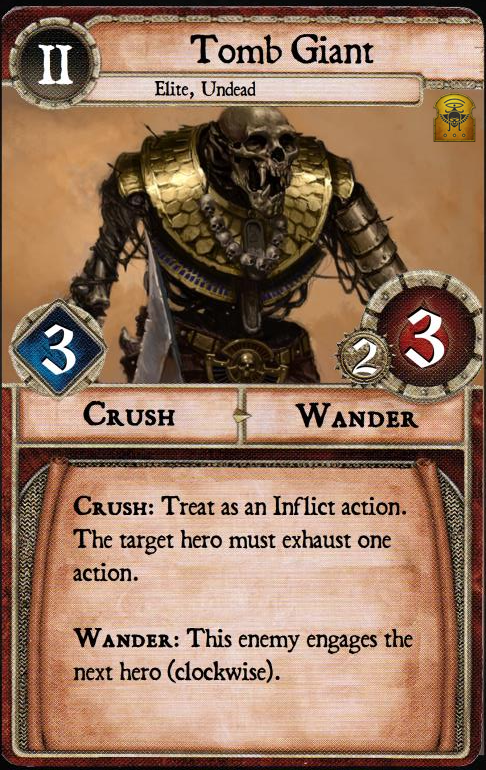 II
Tomb Giant
Elite, Undead
3
2
3
Crush
Wander
Crush: Treat as an Inflict action.
The target hero must exhaust one
action.
Wander: This enemy engages the
next hero (clockwise).